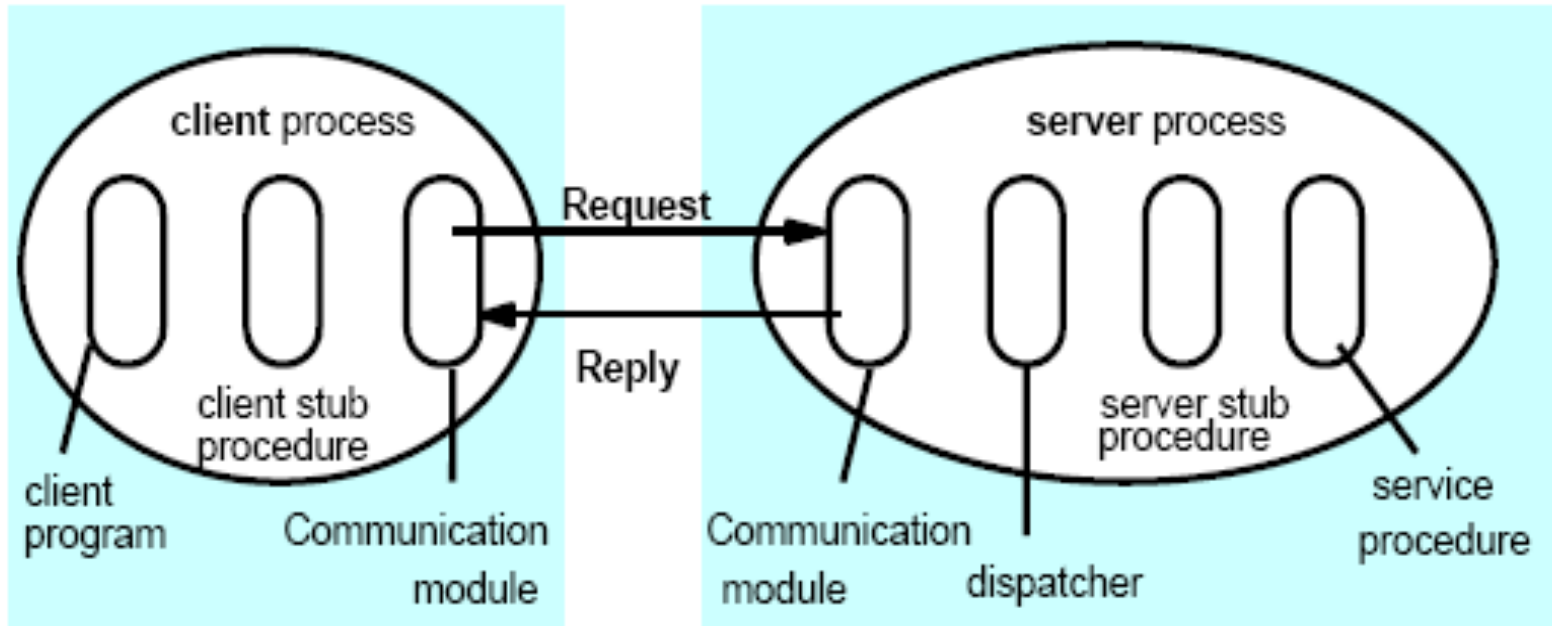 client process
server process
Request
Reply
client stub
procedure
server stub
procedure
client
program
Communication
module
Communication
module
dispatcher
service
procedure